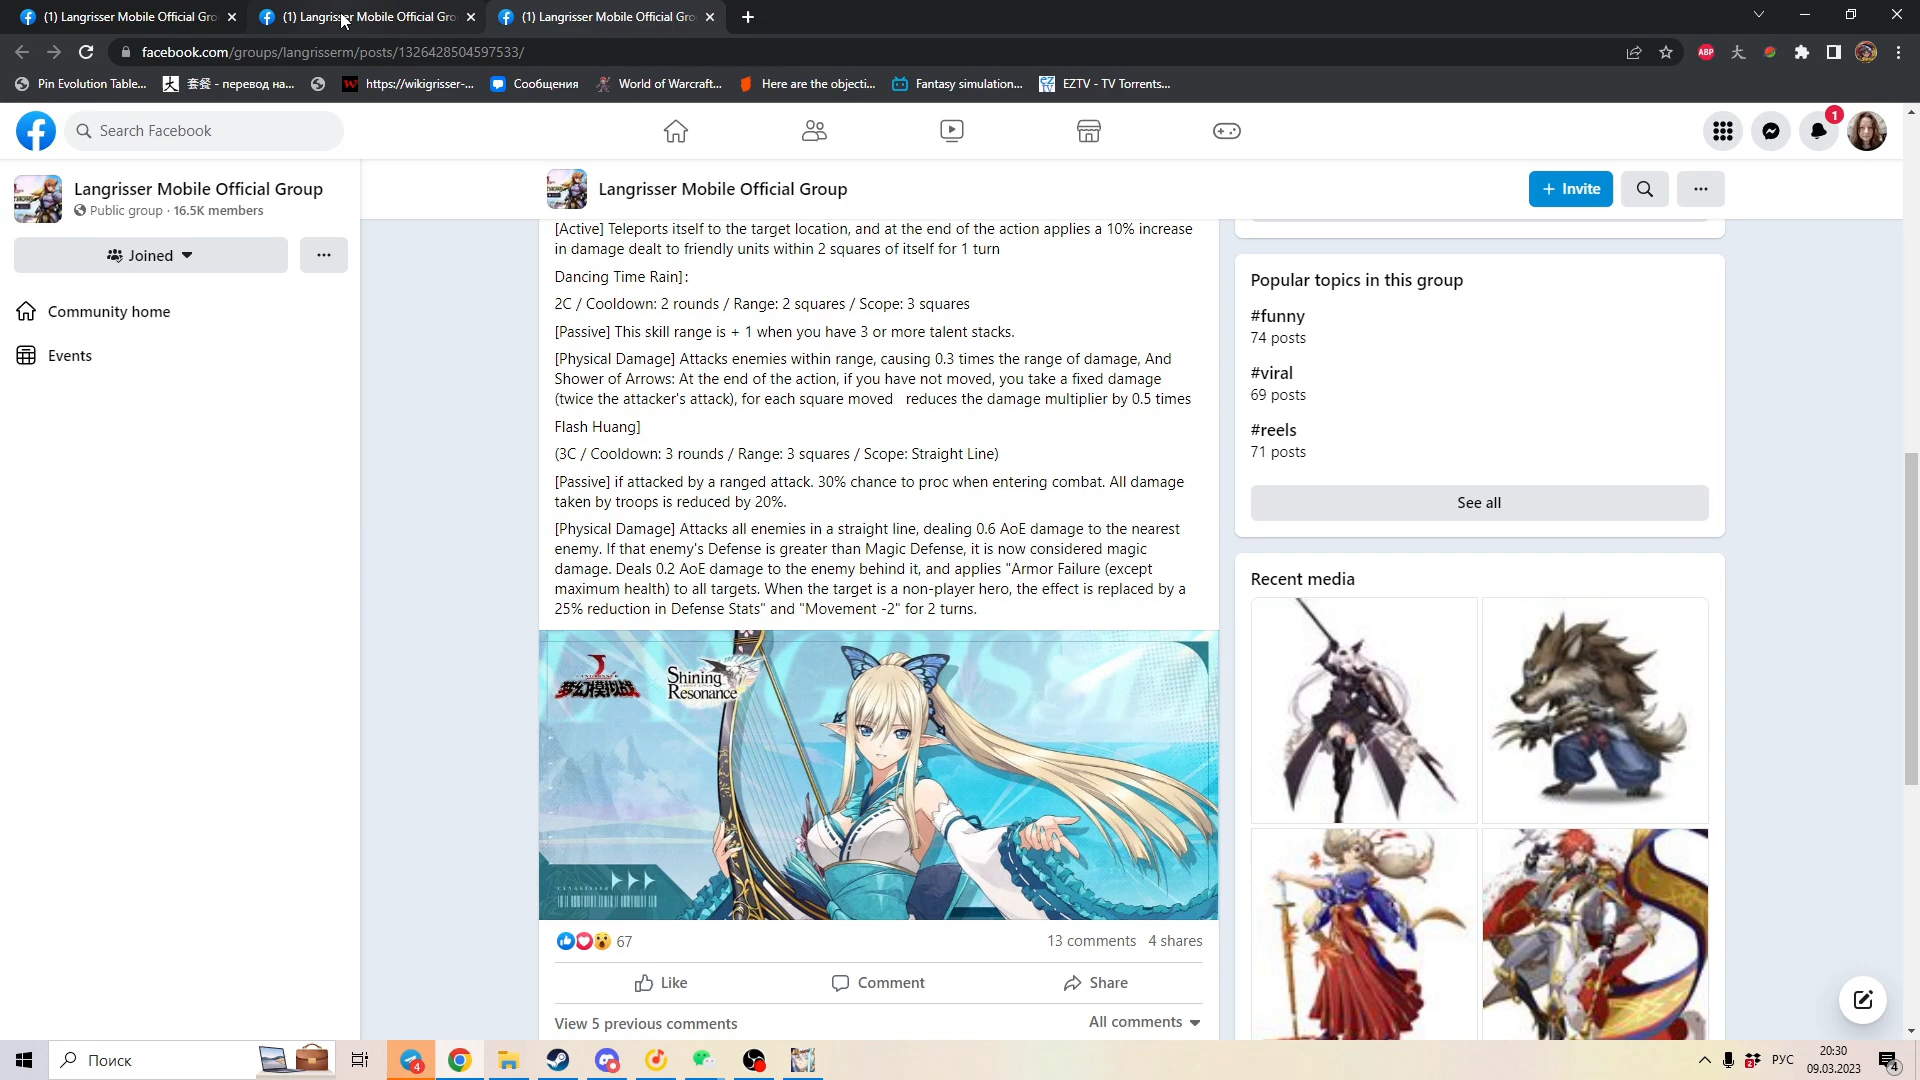 (1) Langrisser Mobile Official Gro
(1) Langrisser Mobile Official Gro
(1) Langrisser Mobile Official Gro
facebook.com/groups/langrisserm/posts/1326428504597533/
ABP
大
Pin Evolution Table...
大
套餐 - перевод на...
https://wikigrisser-...
Сообщения
World of Warcraft...
Here are the objecti...
Fantasy simulation...
EZTV - TV Torrents...
Search Facebook
1
Langrisser Mobile Official Group
Public group · 16.5K members
Joined
Community home
Events
Langrisser Mobile Official Group
+ Invite
[Active] Teleports itself to the target location, and at the end of the action applies a 10% increase
in damage dealt to friendly units within 2 squares of itself for 1 turn
Dancing Time Rain]:
2C / Cooldown: 2 rounds / Range: 2 squares / Scope: 3 squares
[Passive] This skill range is + 1 when you have 3 or more talent stacks.
[Physical Damage] Attacks enemies within range, causing 0.3 times the range of damage, And
Shower of Arrows: At the end of the action, if you have not moved, you take a fixed damage
(twice the attacker's attack), for each square moved reduces the damage multiplier by 0.5 times
Flash Huang]
(3C / Cooldown: 3 rounds / Range: 3 squares / Scope: Straight Line)
[Passive] if attacked by a ranged attack. 30% chance to proc when entering combat. All damage
taken by troops is reduced by 20%.
[Physical Damage] Attacks all enemies in a straight line, dealing 0.6 AoE damage to the nearest
enemy. If that enemy's Defense is greater than Magic Defense, it is now considered magic
damage. Deals 0.2 AoE damage to the enemy behind it, and applies "Armor Failure (except
maximum health) to all targets. When the target is a non-player hero, the effect is replaced by a
25% reduction in Defense Stats" and "Movement -2" for 2 turns.
梦幻模拟战
Shining
Resonance
LANGRISSER
67
13 comments
4 shares
Like
Comment
Share
View 5 previous comments
All comments
Popular topics in this group
#funny
74 posts
#viral
69 posts
#reels
71 posts
See all
Recent media
Поиск
4
2
РУС
20:30
09.03.2023
4